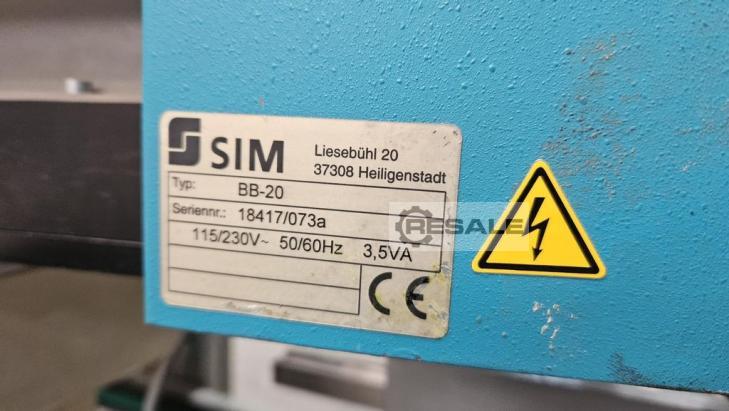 SIM
Liesebühl 20
37308 Heiligenstadt
Typ: BB-20
Seriennr.: 18417/073a
115/230V~ 50/60Hz 3,5VA
CE
RESALE